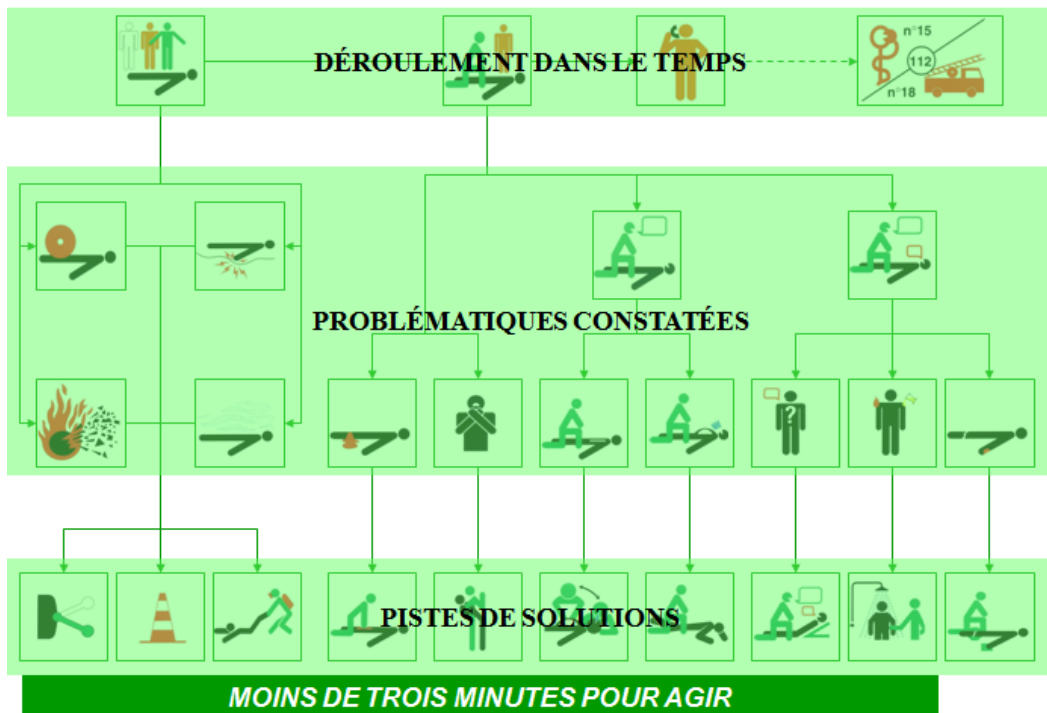 DÉROULEMENT DANS LE TEMPS
n°15
112
n°18
PROBLÉMATIQUES CONSTATÉES
?
PISTES DE SOLUTIONS
MOINS DE TROIS MINUTES POUR AGIR